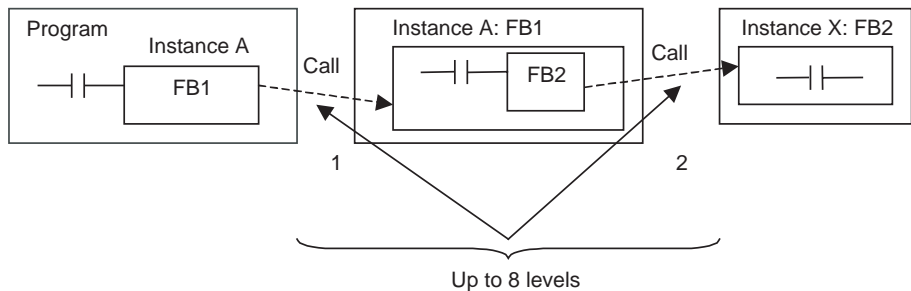 Program
Instance A
FB1
Call
Instance A: FB1
FB2
Call
Instance X: FB2
1
2
Up to 8 levels